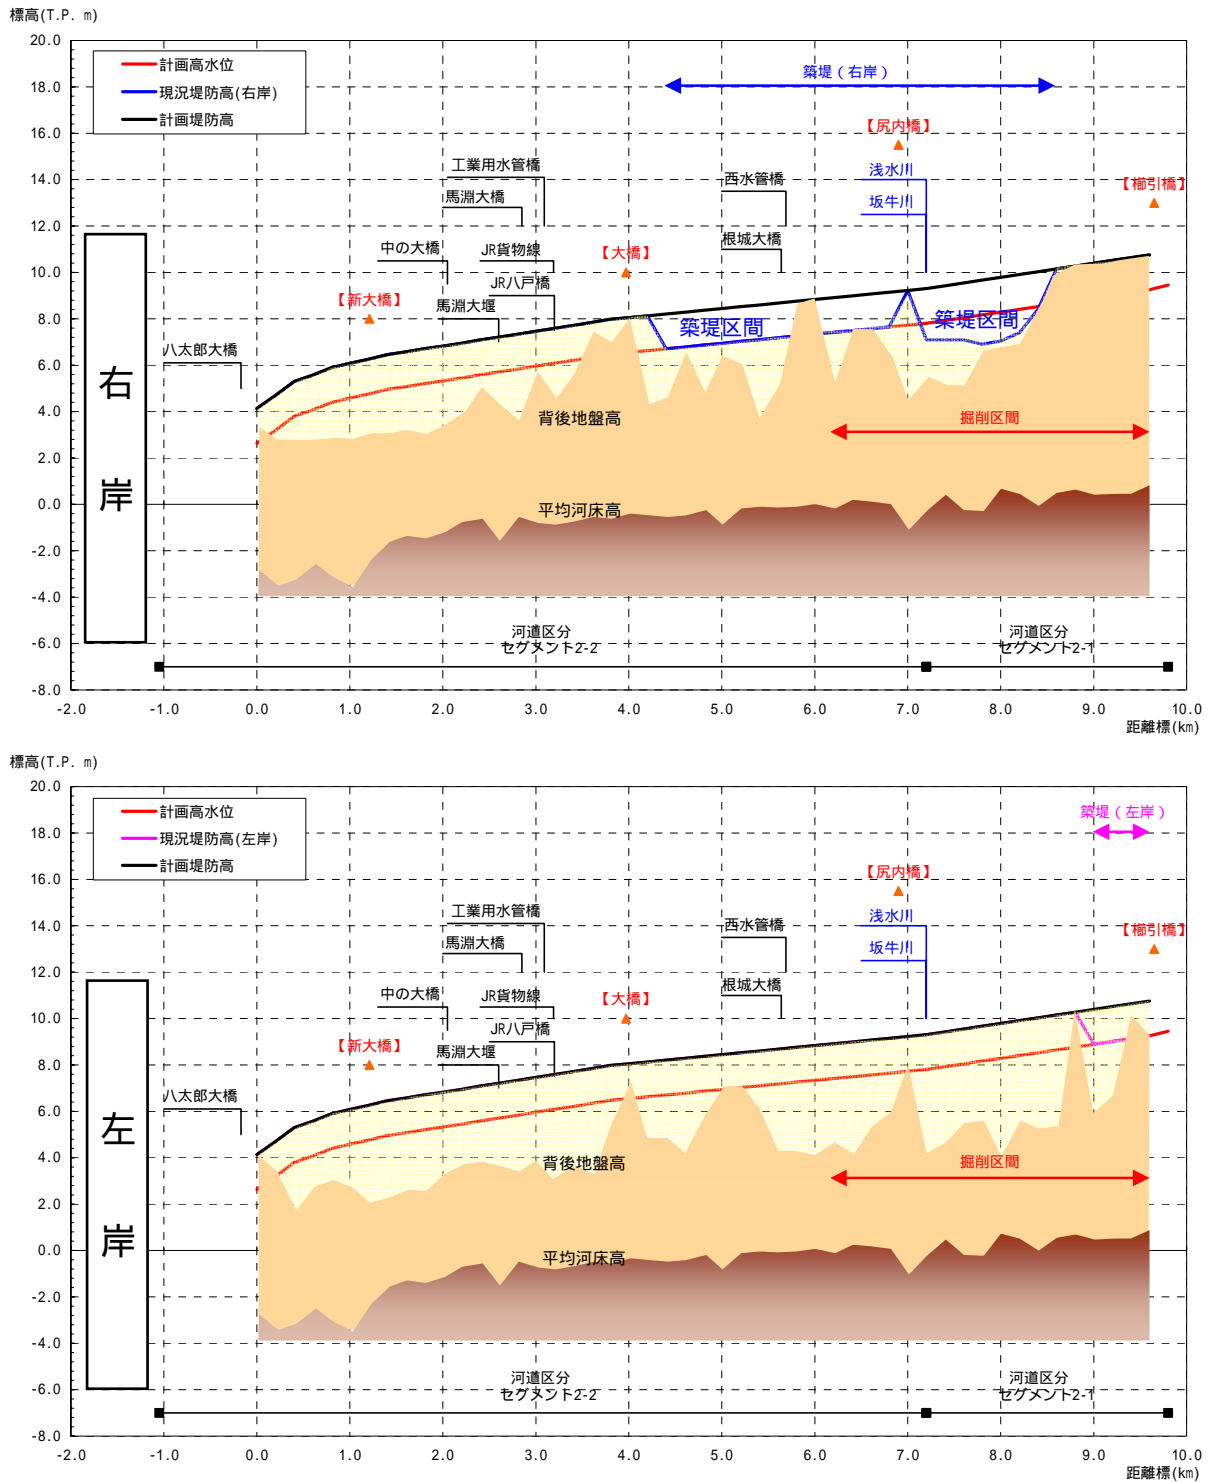 標高(T.P. m)
20.0
18.0
16.0
14.0
12.0
10.0
8.0
6.0
4.0
2.0
0.0
-2.0
-4.0
-6.0
-8.0
計画高水位
現況堤防高(右岸)
計画堤防高
築堤(右岸)
【尻内橋】
工業用水管橋
馬淵大橋
西水管橋
浅水川
坂牛川
【櫛引橋】
中の大橋
JR貨物線
【大橋】
根城大橋
JR八戸橋
【新大橋】
馬淵大堰
八太郎大橋
築堤区間
築堤区間
右
岸
背後地盤高
掘削区間
平均河床高
河道区分
セグメント2-2
河道区分
セグメント2-1
-2.0 -1.0 0.0 1.0 2.0 3.0 4.0 5.0 6.0 7.0 8.0 9.0 10.0
距離標(km)
標高(T.P. m)
20.0
18.0
16.0
14.0
12.0
10.0
8.0
6.0
4.0
2.0
0.0
-2.0
-4.0
-6.0
-8.0
計画高水位
現況堤防高(左岸)
計画堤防高
築堤(左岸)
【尻内橋】
工業用水管橋
馬淵大橋
西水管橋
浅水川
坂牛川
【櫛引橋】
中の大橋
JR貨物線
【大橋】
根城大橋
JR八戸橋
【新大橋】
馬淵大堰
八太郎大橋
左
岸
背後地盤高
掘削区間
平均河床高
河道区分
セグメント2-2
河道区分
セグメント2-1
-2.0 -1.0 0.0 1.0 2.0 3.0 4.0 5.0 6.0 7.0 8.0 9.0 10.0
距離標(km)